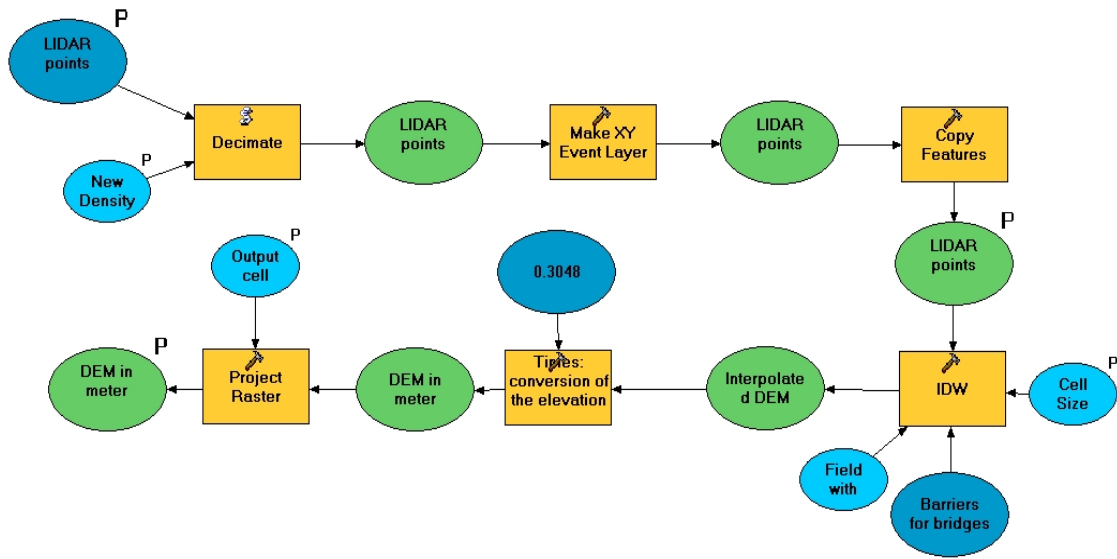 P
LIDAR
points
Decimate
P
New
Density
LIDAR
points
Make XY
Event Layer
LIDAR
points
Copy
Features
P
LIDAR
points
P
Output
cell
0.3048
P
DEM in
meter
Project
Raster
DEM in
meter
Times:
conversion of
the elevation
Interpolate
d DEM
IDW
P
Cell
Size
Field
with
Barriers
for bridges